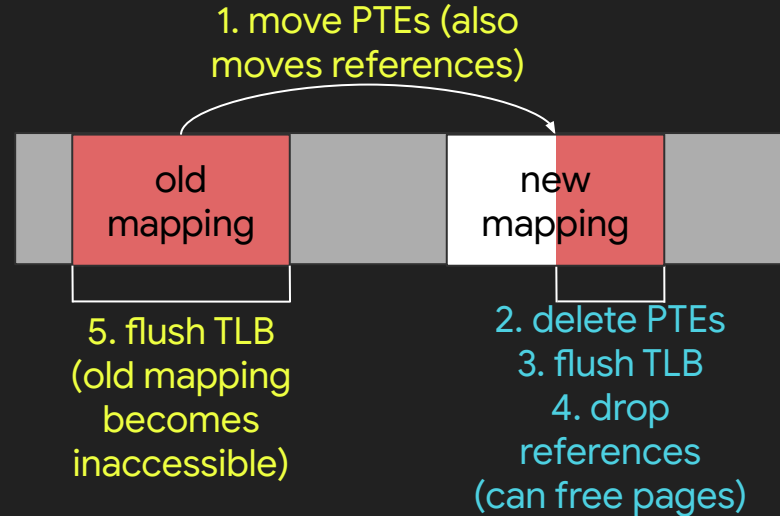 1. move PTEs (also
moves references)
old
mapping
new
mapping
5. flush TLB
(old mapping
becomes
inaccessible)
2. delete PTEs
3. flush TLB
4. drop
references
(can free pages)